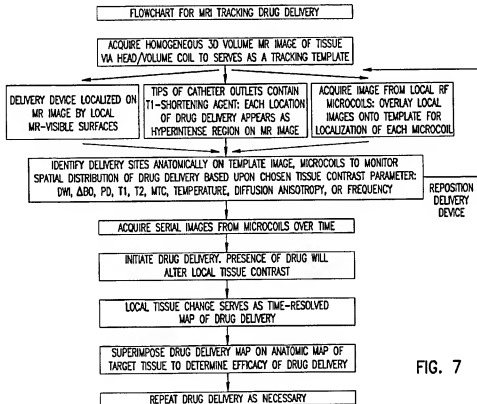 FLOWCHART FOR MRI TRACKING DRUG DELIVERY
ACQUIRE HOMOGENEOUS 3D VOLUME MR IMAGE OF TISSUE
VIA HEAD/VOLUME COIL TO SERVES AS A TRACKING TEMPLATE
DELIVERY DEVICE LOCALIZED ON
MR IMAGE BY LOCAL
MR-VISIBLE SURFACES
TIPS OF CATHETER OUTLETS CONTAIN
T1-SHORTENING AGENT: EACH LOCATION
OF DRUG DELIVERY APPEARS AS
HYPERINTENSE REGION ON MR IMAGE
ACQUIRE IMAGE FROM LOCAL RF
MICROCOILS: OVERLAY LOCAL
IMAGES ONTO TEMPLATE FOR
LOCALIZATION OF EACH MICROCOIL
IDENTIFY DELIVERY SITES ANATOMICALLY ON TEMPLATE IMAGE, MICROCOILS TO MONITOR
SPATIAL DISTRIBUTION OF DRUG DELIVERY BASED UPON CHOSEN TISSUE CONTRAST PARAMETER:
DWI, ΔBO, PD, T1, T2, MTC, TEMPERATURE, DIFFUSION ANISOTROPY, OR FREQUENCY
REPOSITION
DELIVERY
DEVICE
ACQUIRE SERIAL IMAGES FROM MICROCOILS OVER TIME
INITIATE DRUG DELIVERY. PRESENCE OF DRUG WILL
ALTER LOCAL TISSUE CONTRAST
LOCAL TISSUE CHANGE SERVES AS TIME-RESOLVED
MAP OF DRUG DELIVERY
SUPERIMPOSE DRUG DELIVERY MAP ON ANATOMIC MAP OF
TARGET TISSUE TO DETERMINE EFFICACY OF DRUG DELIVERY
FIG. 7
REPEAT DRUG DELIVERY AS NECESSARY